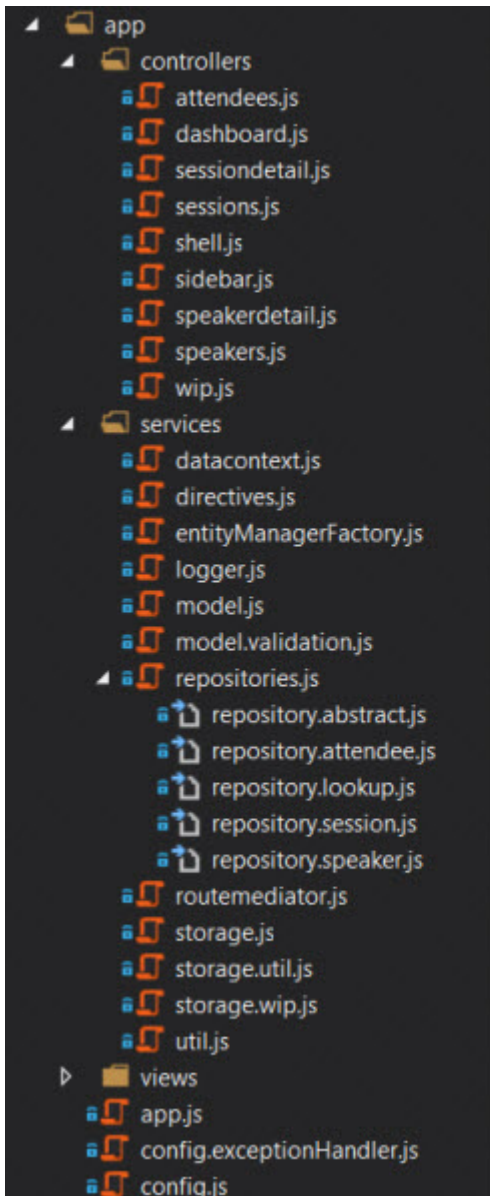 app
controllers
attendees.js
dashboard.js
sessiondetail.js
sessions.js
shell.js
sidebar.js
speakerdetail.js
speakers.js
wip.js
services
datacontext.js
directives.js
entityManagerFactory.js
logger.js
model.js
model.validation.js
repositories.js
repository.abstract.js
repository.attendee.js
repository.lookup.js
repository.session.js
repository.speaker.js
routemediator.js
storage.js
storage.util.js
storage.wip.js
util.js
views
app.js
config.exceptionHandler.js
config.js